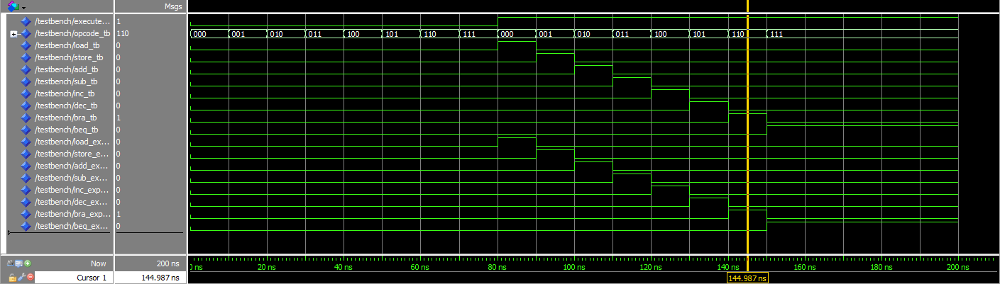 Msgs
/testbench/execute... 1
/testbench/opcode_tb 110 000 001 010 011 100 101 110 111 000 001 010 011 100 101 110 111
/testbench/load_tb 0
/testbench/store_tb 0
/testbench/add_tb 0
/testbench/sub_tb 0
/testbench/inc_tb 0
/testbench/dec_tb 0
/testbench/bra_tb 1
/testbench/beq_tb 0
/testbench/load_ex... 0
/testbench/store_e... 0
/testbench/add_ex... 0
/testbench/sub_ex... 0
/testbench/inc_exp... 0
/testbench/dec_ex... 0
/testbench/bra_exp... 1
/testbench/beq_ex... 0
Now 200 ns 0 ns 20 ns 40 ns 60 ns 80 ns 100 ns 120 ns 140 ns 160 ns 180 ns 200 ns
Cursor 1 144.987 ns 144.987 ns